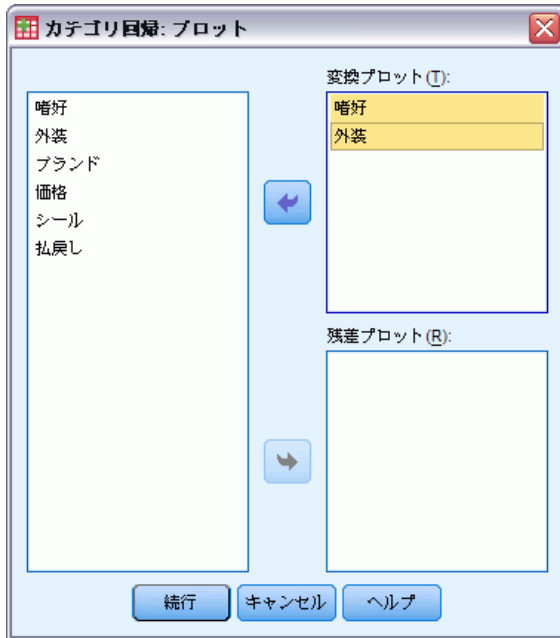 カテゴリ回帰: プロット
嗜好
外装
ブランド
価格
シール
払戻し
変換プロット(T):
嗜好
外装
残差プロット(R):
続行
キャンセル
ヘルプ